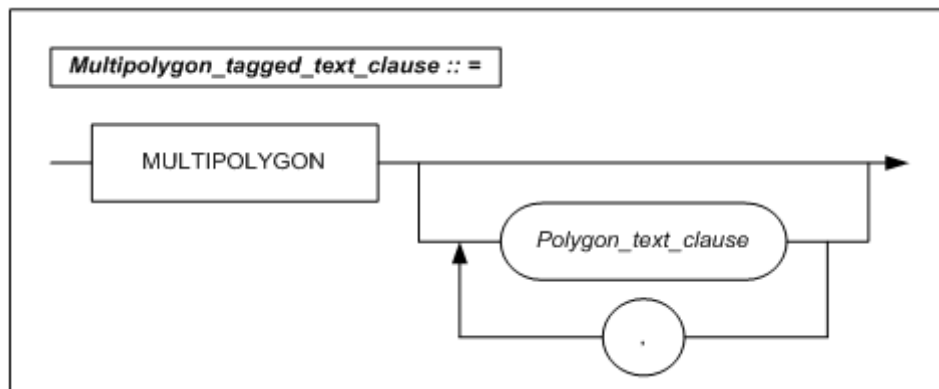 Multipolygon_tagged_text_clause :: =
MULTIPOLYGON
Polygon_text_clause
,